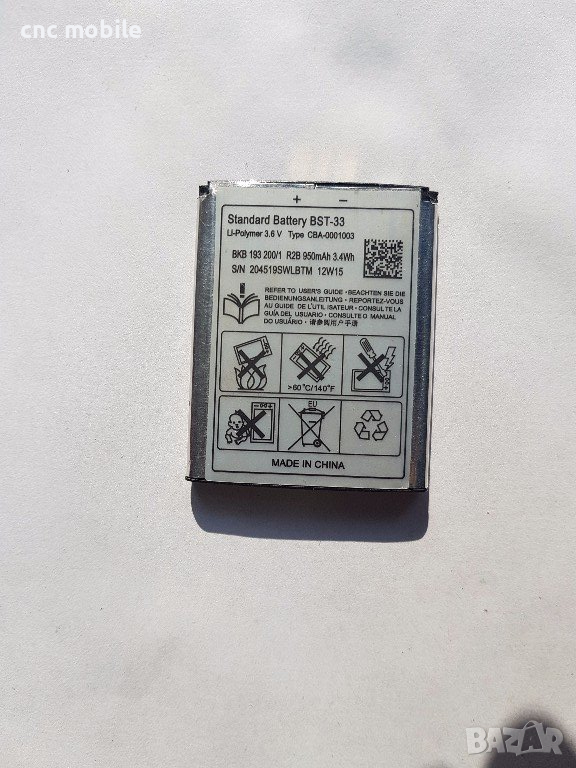 cnc mobile
+ −
Standard Battery BST-33
Li-Polymer 3.6 V Type CBA-0001003
BKB 193 200/1 R2B 950mAh 3.4Wh
S/N 204519SWLBTM 12W15
REFER TO USER'S GUIDE • BEACHTEN SIE DIE
BEDIENUNGSANLEITUNG • REPORTEZ-VOUS
AU GUIDE DE L'UTILISATEUR • CONSULTE LA
GUÍA DEL USUARIO • CONSULTE O MANUAL
DO USUÁRIO • 请参阅用户手册
>60°C/140°F
EU
MADE IN CHINA
BAZAR